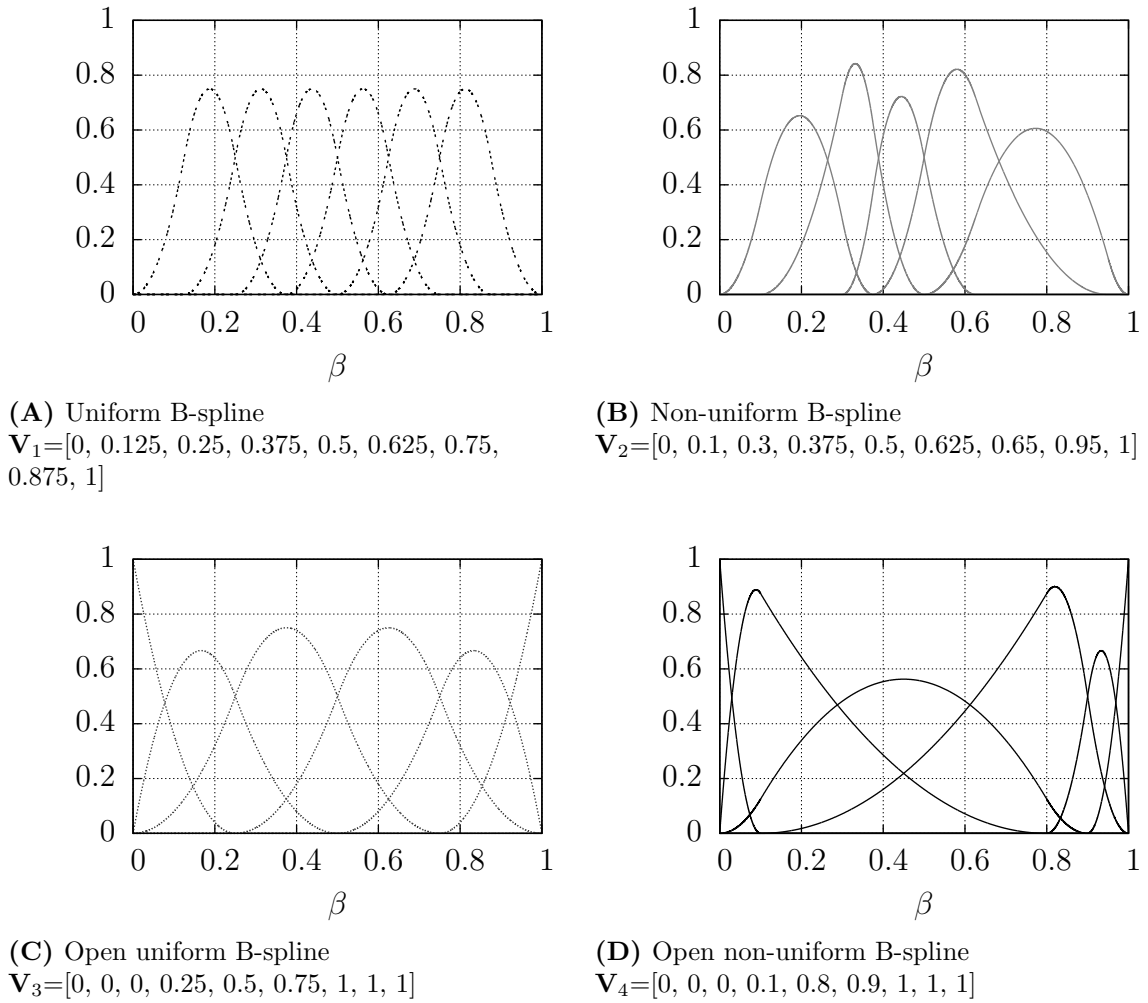 1
0.8
0.6
0.4
0.2
0
0 0.2 0.4 0.6 0.8 1
β
(A) Uniform B-spline
V1=[0, 0.125, 0.25, 0.375, 0.5, 0.625, 0.75,
0.875, 1]
1
0.8
0.6
0.4
0.2
0
0 0.2 0.4 0.6 0.8 1
β
(B) Non-uniform B-spline
V2=[0, 0.1, 0.3, 0.375, 0.5, 0.625, 0.65, 0.95, 1]
1
0.8
0.6
0.4
0.2
0
0 0.2 0.4 0.6 0.8 1
β
(C) Open uniform B-spline
V3=[0, 0, 0, 0.25, 0.5, 0.75, 1, 1, 1]
1
0.8
0.6
0.4
0.2
0
0 0.2 0.4 0.6 0.8 1
β
(D) Open non-uniform B-spline
V4=[0, 0, 0, 0.1, 0.8, 0.9, 1, 1, 1]